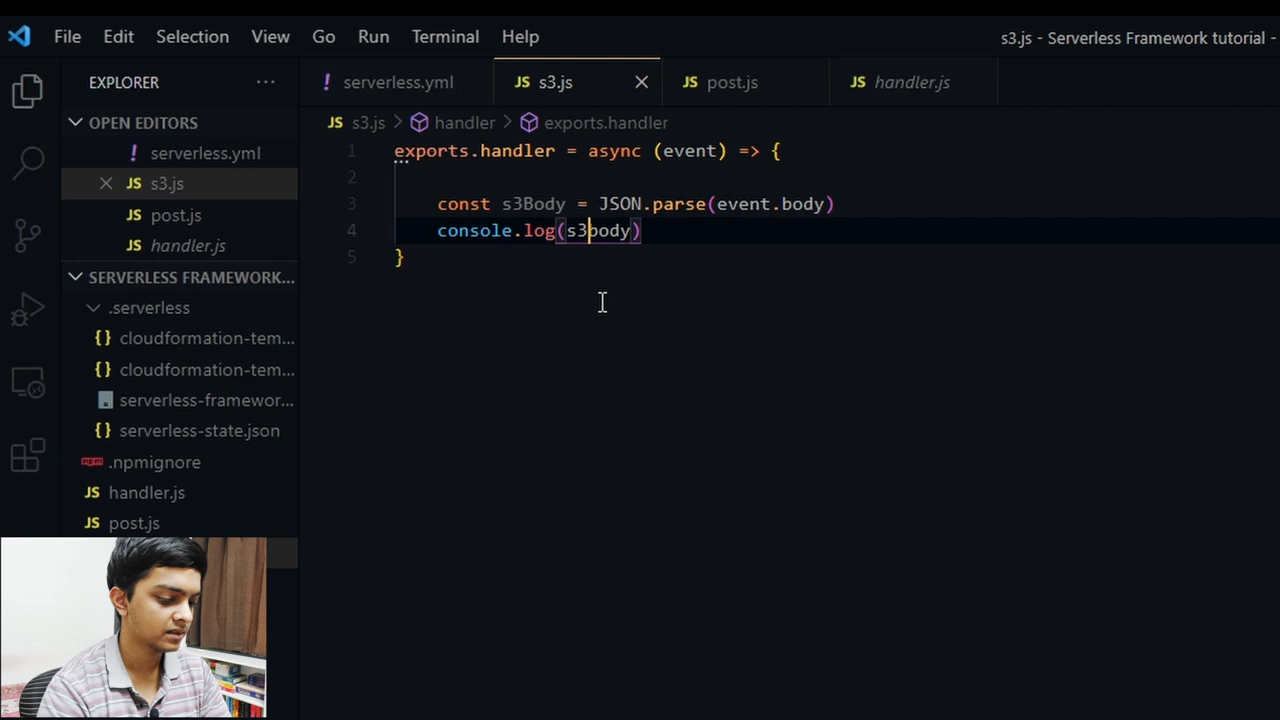 File Edit Selection View Go Run Terminal Help s3.js - Serverless Framework tutorial -
EXPLORER ··· ! serverless.yml JS s3.js × JS post.js JS handler.js
OPEN EDITORS
! serverless.yml
× JS s3.js
JS post.js
JS handler.js
SERVERLESS FRAMEWORK...
.serverless
{} cloudformation-tem...
{} cloudformation-tem...
serverless-framewor...
{} serverless-state.json
npm .npmignore
JS handler.js
JS post.js
JS s3.js > handler > exports.handler
1 exports.handler = async (event) => {
2
3 const s3Body = JSON.parse(event.body)
4 console.log(s3body)
5 }